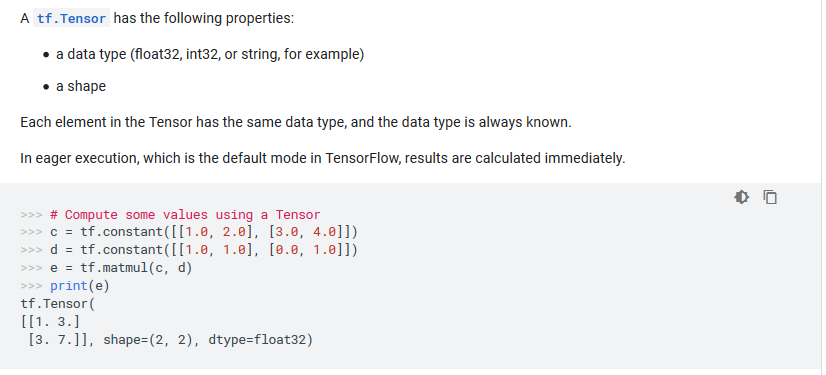 A tf.Tensor has the following properties:
• a data type (float32, int32, or string, for example)
• a shape
Each element in the Tensor has the same data type, and the data type is always known.
In eager execution, which is the default mode in TensorFlow, results are calculated immediately.
>>> # Compute some values using a Tensor
>>> c = tf.constant([[1.0, 2.0], [3.0, 4.0]])
>>> d = tf.constant([[1.0, 1.0], [0.0, 1.0]])
>>> e = tf.matmul(c, d)
>>> print(e)
tf.Tensor(
[[1. 3.]
 [3. 7.]], shape=(2, 2), dtype=float32)